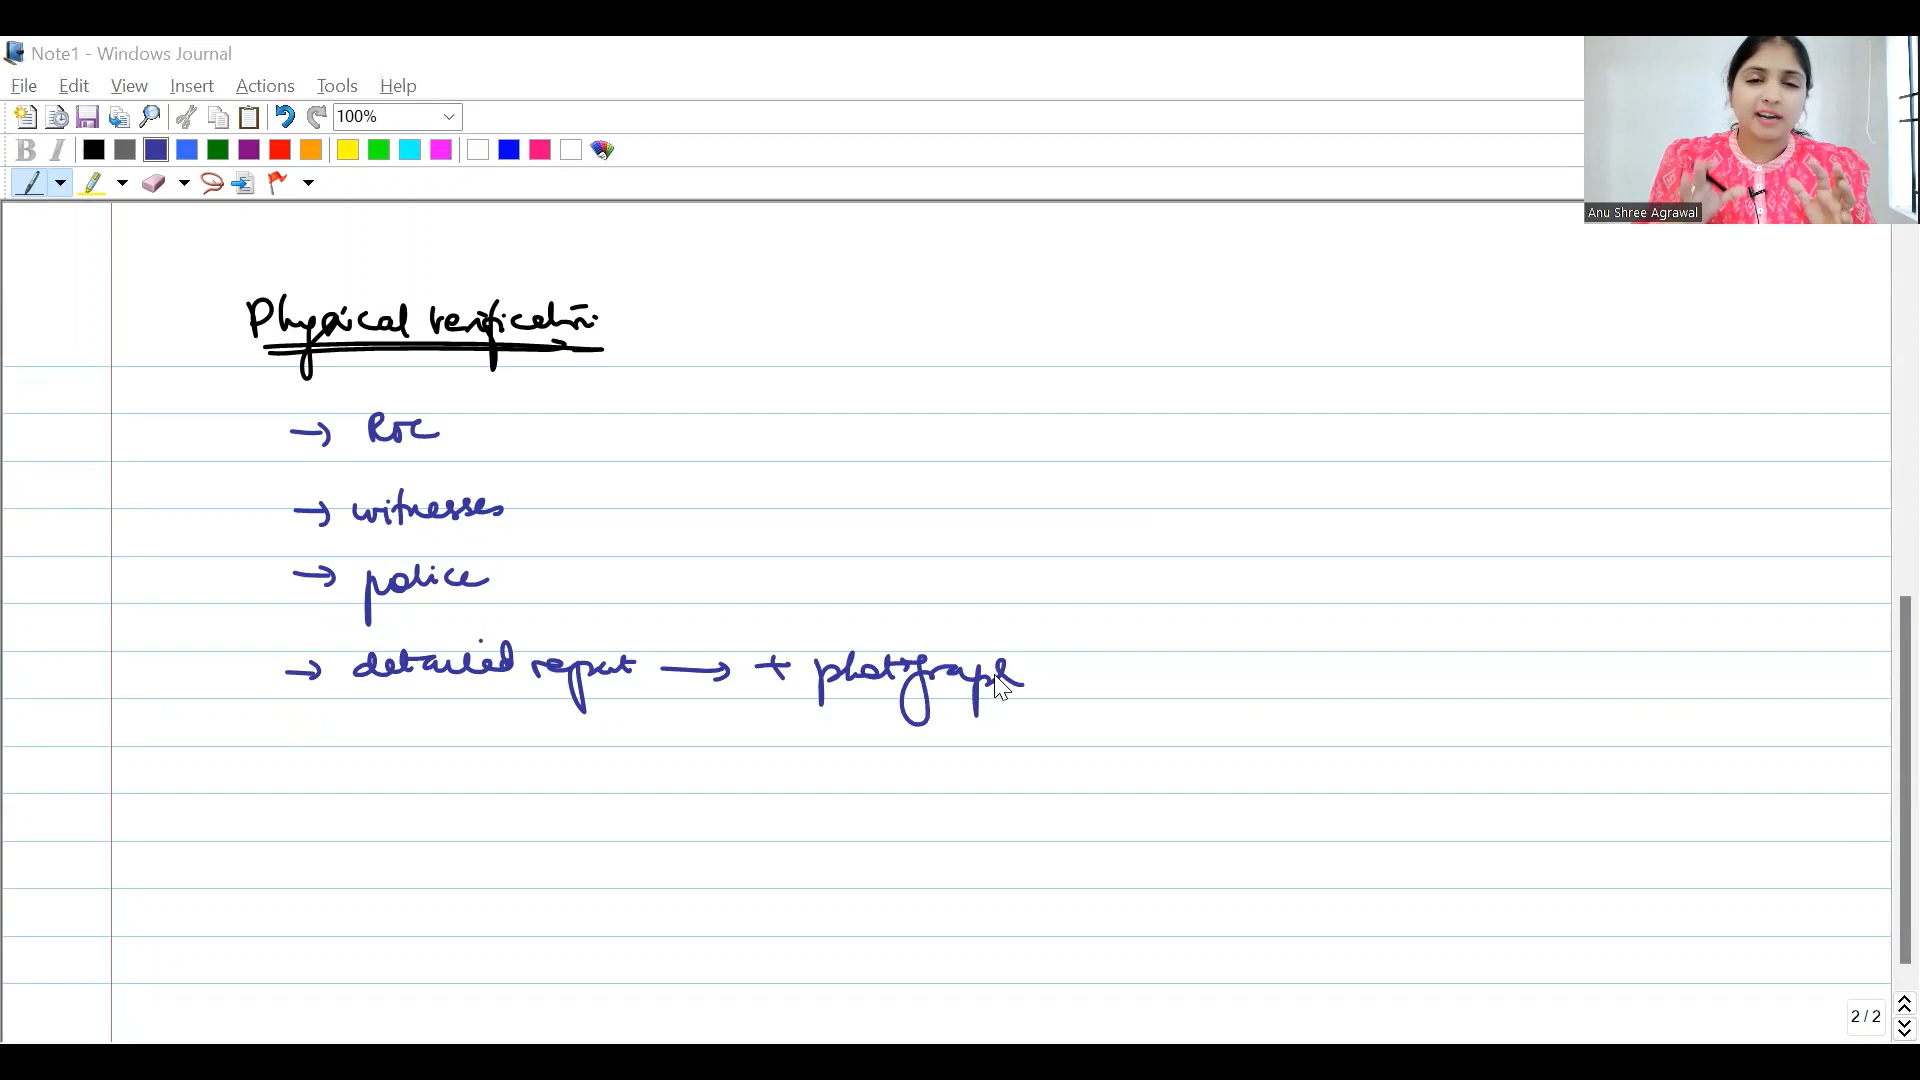 Note1 - Windows Journal
File Edit View Insert Actions Tools Help
100%
B I
Anu Shree Agrawal
Physical verification
→ ROC
→ witnesses
→ police
→ detailed report → + photograph
2 / 2